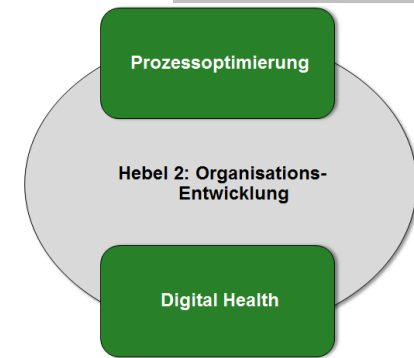 Prozessoptimierung
Hebel 2: Organisations-
Entwicklung
Digital Health